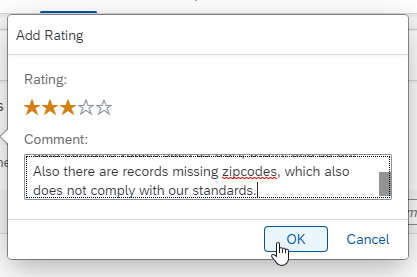 Add Rating
Rating:
Comment:
Also there are records missing zipcodes, which also
does not comply with our standards.
OK
Cancel